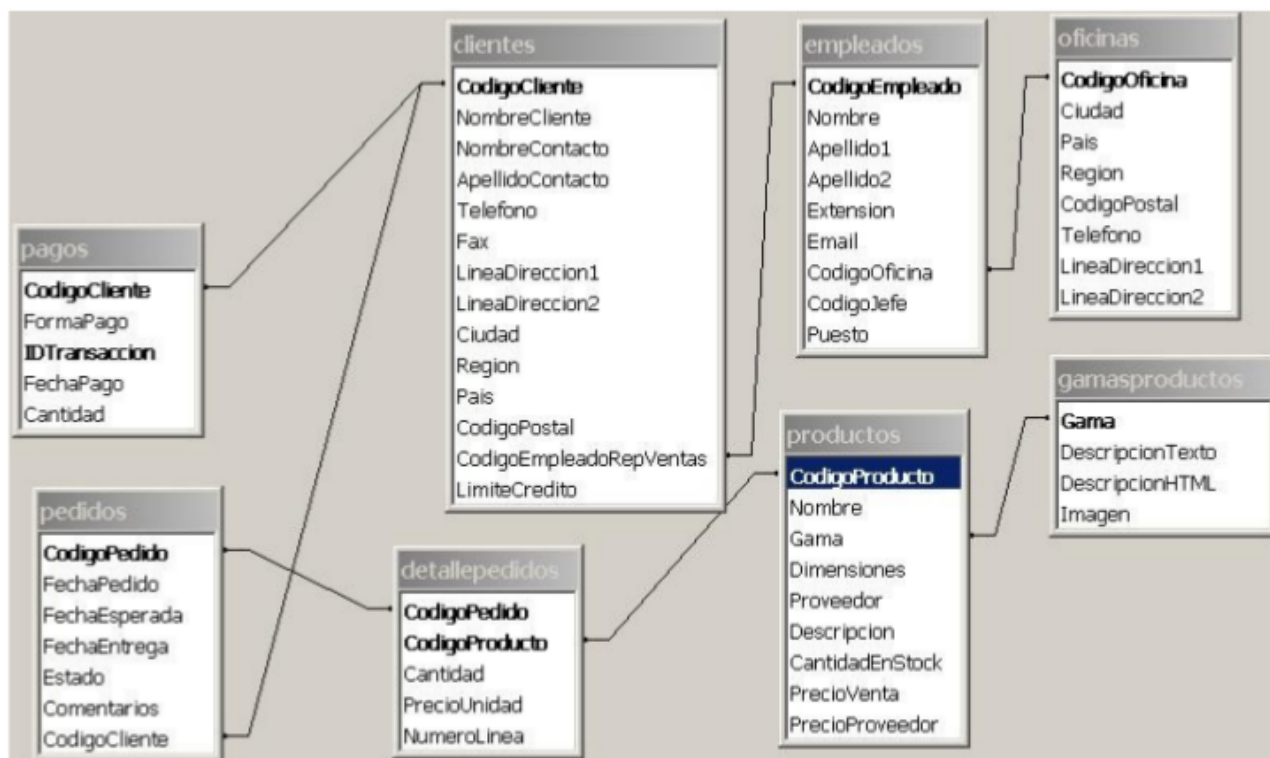 clientes
CodigoCliente
NombreCliente
NombreContacto
ApellidoContacto
Telefono
Fax
LineaDireccion1
LineaDireccion2
Ciudad
Region
Pais
CodigoPostal
CodigoEmpleadoRepVentas
LimiteCredito
empleados
CodigoEmpleado
Nombre
Apellido1
Apellido2
Extension
Email
CodigoOficina
CodigoJefe
Puesto
oficinas
CodigoOficina
Ciudad
Pais
Region
CodigoPostal
Telefono
LineaDireccion1
LineaDireccion2
pagos
CodigoCliente
FormaPago
IDTransaccion
FechaPago
Cantidad
gamasproductos
Gama
DescripcionTexto
DescripcionHTML
Imagen
productos
CodigoProducto
Nombre
Gama
Dimensiones
Proveedor
Descripcion
CantidadEnStock
PrecioVenta
PrecioProveedor
pedidos
CodigoPedido
FechaPedido
FechaEsperada
FechaEntrega
Estado
Comentarios
CodigoCliente
detallepedidos
CodigoPedido
CodigoProducto
Cantidad
PrecioUnidad
NumeroLinea